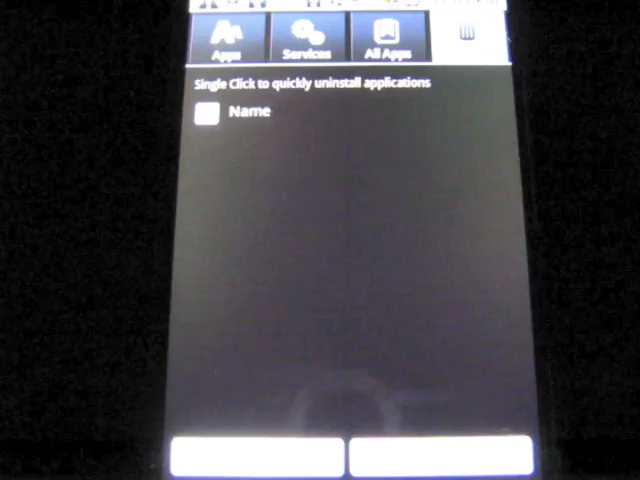 Apps
Services
All Apps
Single Click to quickly uninstall applications
Name